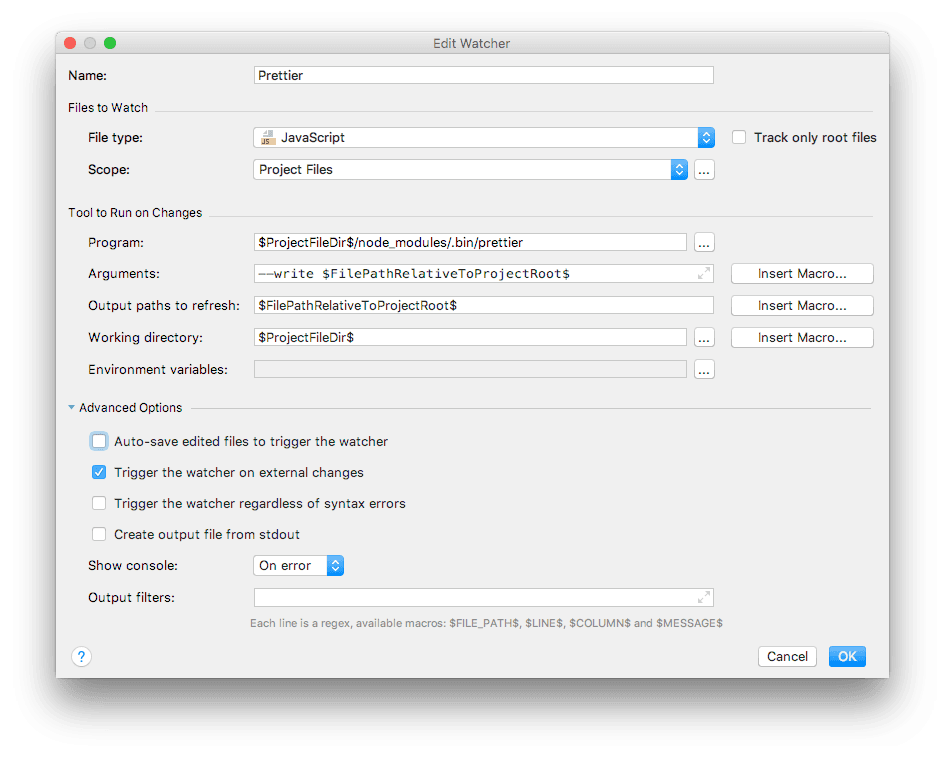 Edit Watcher
Name: Prettier
Files to Watch
File type: JS JavaScript Track only root files
Scope: Project Files ...
Tool to Run on Changes
Program: $ProjectFileDir$/node_modules/.bin/prettier ...
Arguments: --write $FilePathRelativeToProjectRoot$ Insert Macro...
Output paths to refresh: $FilePathRelativeToProjectRoot$ Insert Macro...
Working directory: $ProjectFileDir$ ... Insert Macro...
Environment variables: ...
Advanced Options
Auto-save edited files to trigger the watcher
Trigger the watcher on external changes
Trigger the watcher regardless of syntax errors
Create output file from stdout
Show console: On error
Output filters:
Each line is a regex, available macros: $FILE_PATH$, $LINE$, $COLUMN$ and $MESSAGE$
? Cancel OK